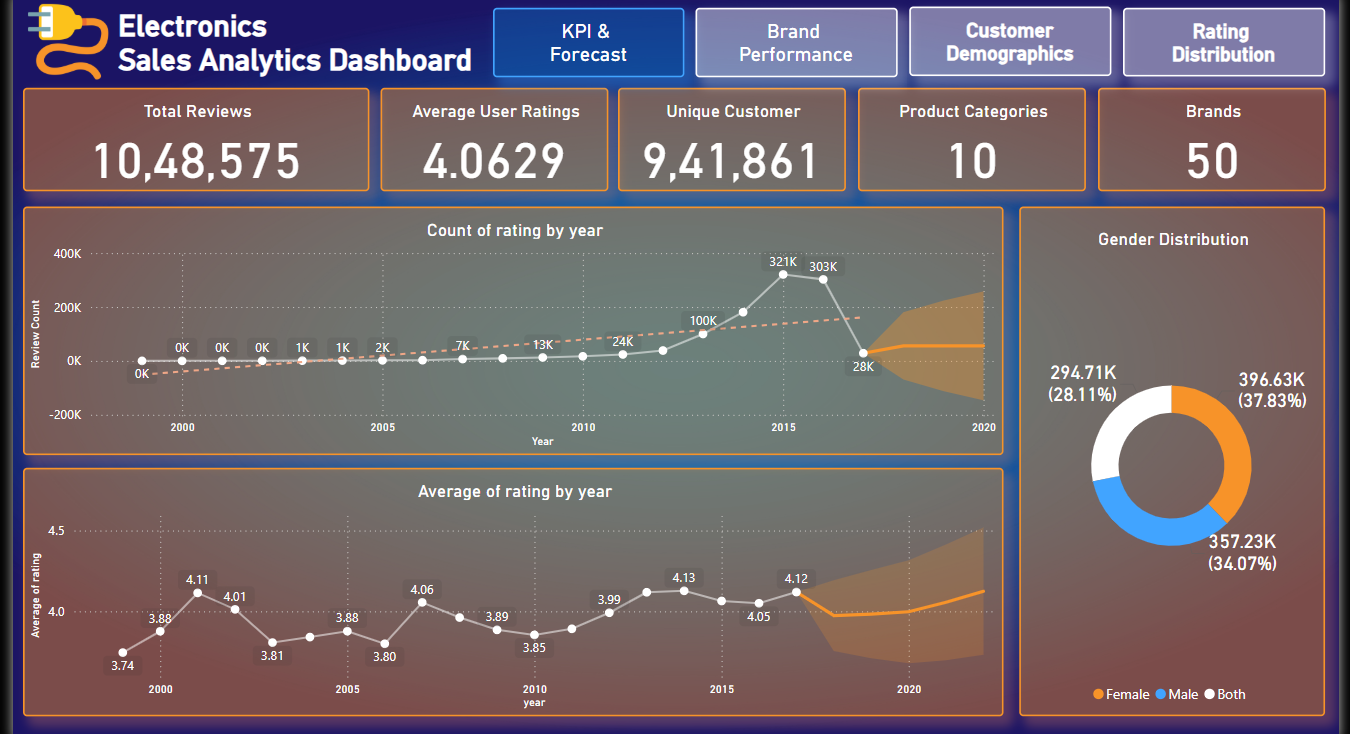 Electronics
Sales Analytics Dashboard
KPI &
Forecast
Brand
Performance
Customer
Demographics
Rating
Distribution
Total Reviews
10,48,575
Average User Ratings
4.0629
Unique Customer
9,41,861
Product Categories
10
Brands
50
Count of rating by year
Review Count
400K
200K
0K
-200K
0K
0K
0K
0K
1K
1K
2K
7K
13K
24K
100K
321K
303K
28K
2000
2005
2010
2015
2020
Year
Average of rating by year
Average of rating
4.5
4.0
3.74
3.88
4.11
4.01
3.81
3.88
3.80
4.06
3.89
3.85
3.99
4.13
4.05
4.12
2000
2005
2010
2015
2020
year
Gender Distribution
294.71K
(28.11%)
396.63K
(37.83%)
357.23K
(34.07%)
Female
Male
Both